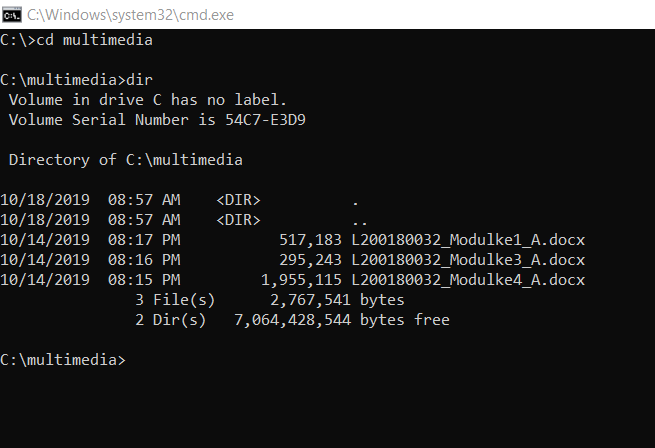 C:\Windows\system32\cmd.exe
C:\>cd multimedia
C:\multimedia>dir
 Volume in drive C has no label.
 Volume Serial Number is 54C7-E3D9
 Directory of C:\multimedia
10/18/2019  08:57 AM    <DIR>          .
10/18/2019  08:57 AM    <DIR>          ..
10/14/2019  08:17 PM           517,183 L200180032_Modulke1_A.docx
10/14/2019  08:16 PM           295,243 L200180032_Modulke3_A.docx
10/14/2019  08:15 PM         1,955,115 L200180032_Modulke4_A.docx
               3 File(s)      2,767,541 bytes
               2 Dir(s)   7,064,428,544 bytes free
C:\multimedia>